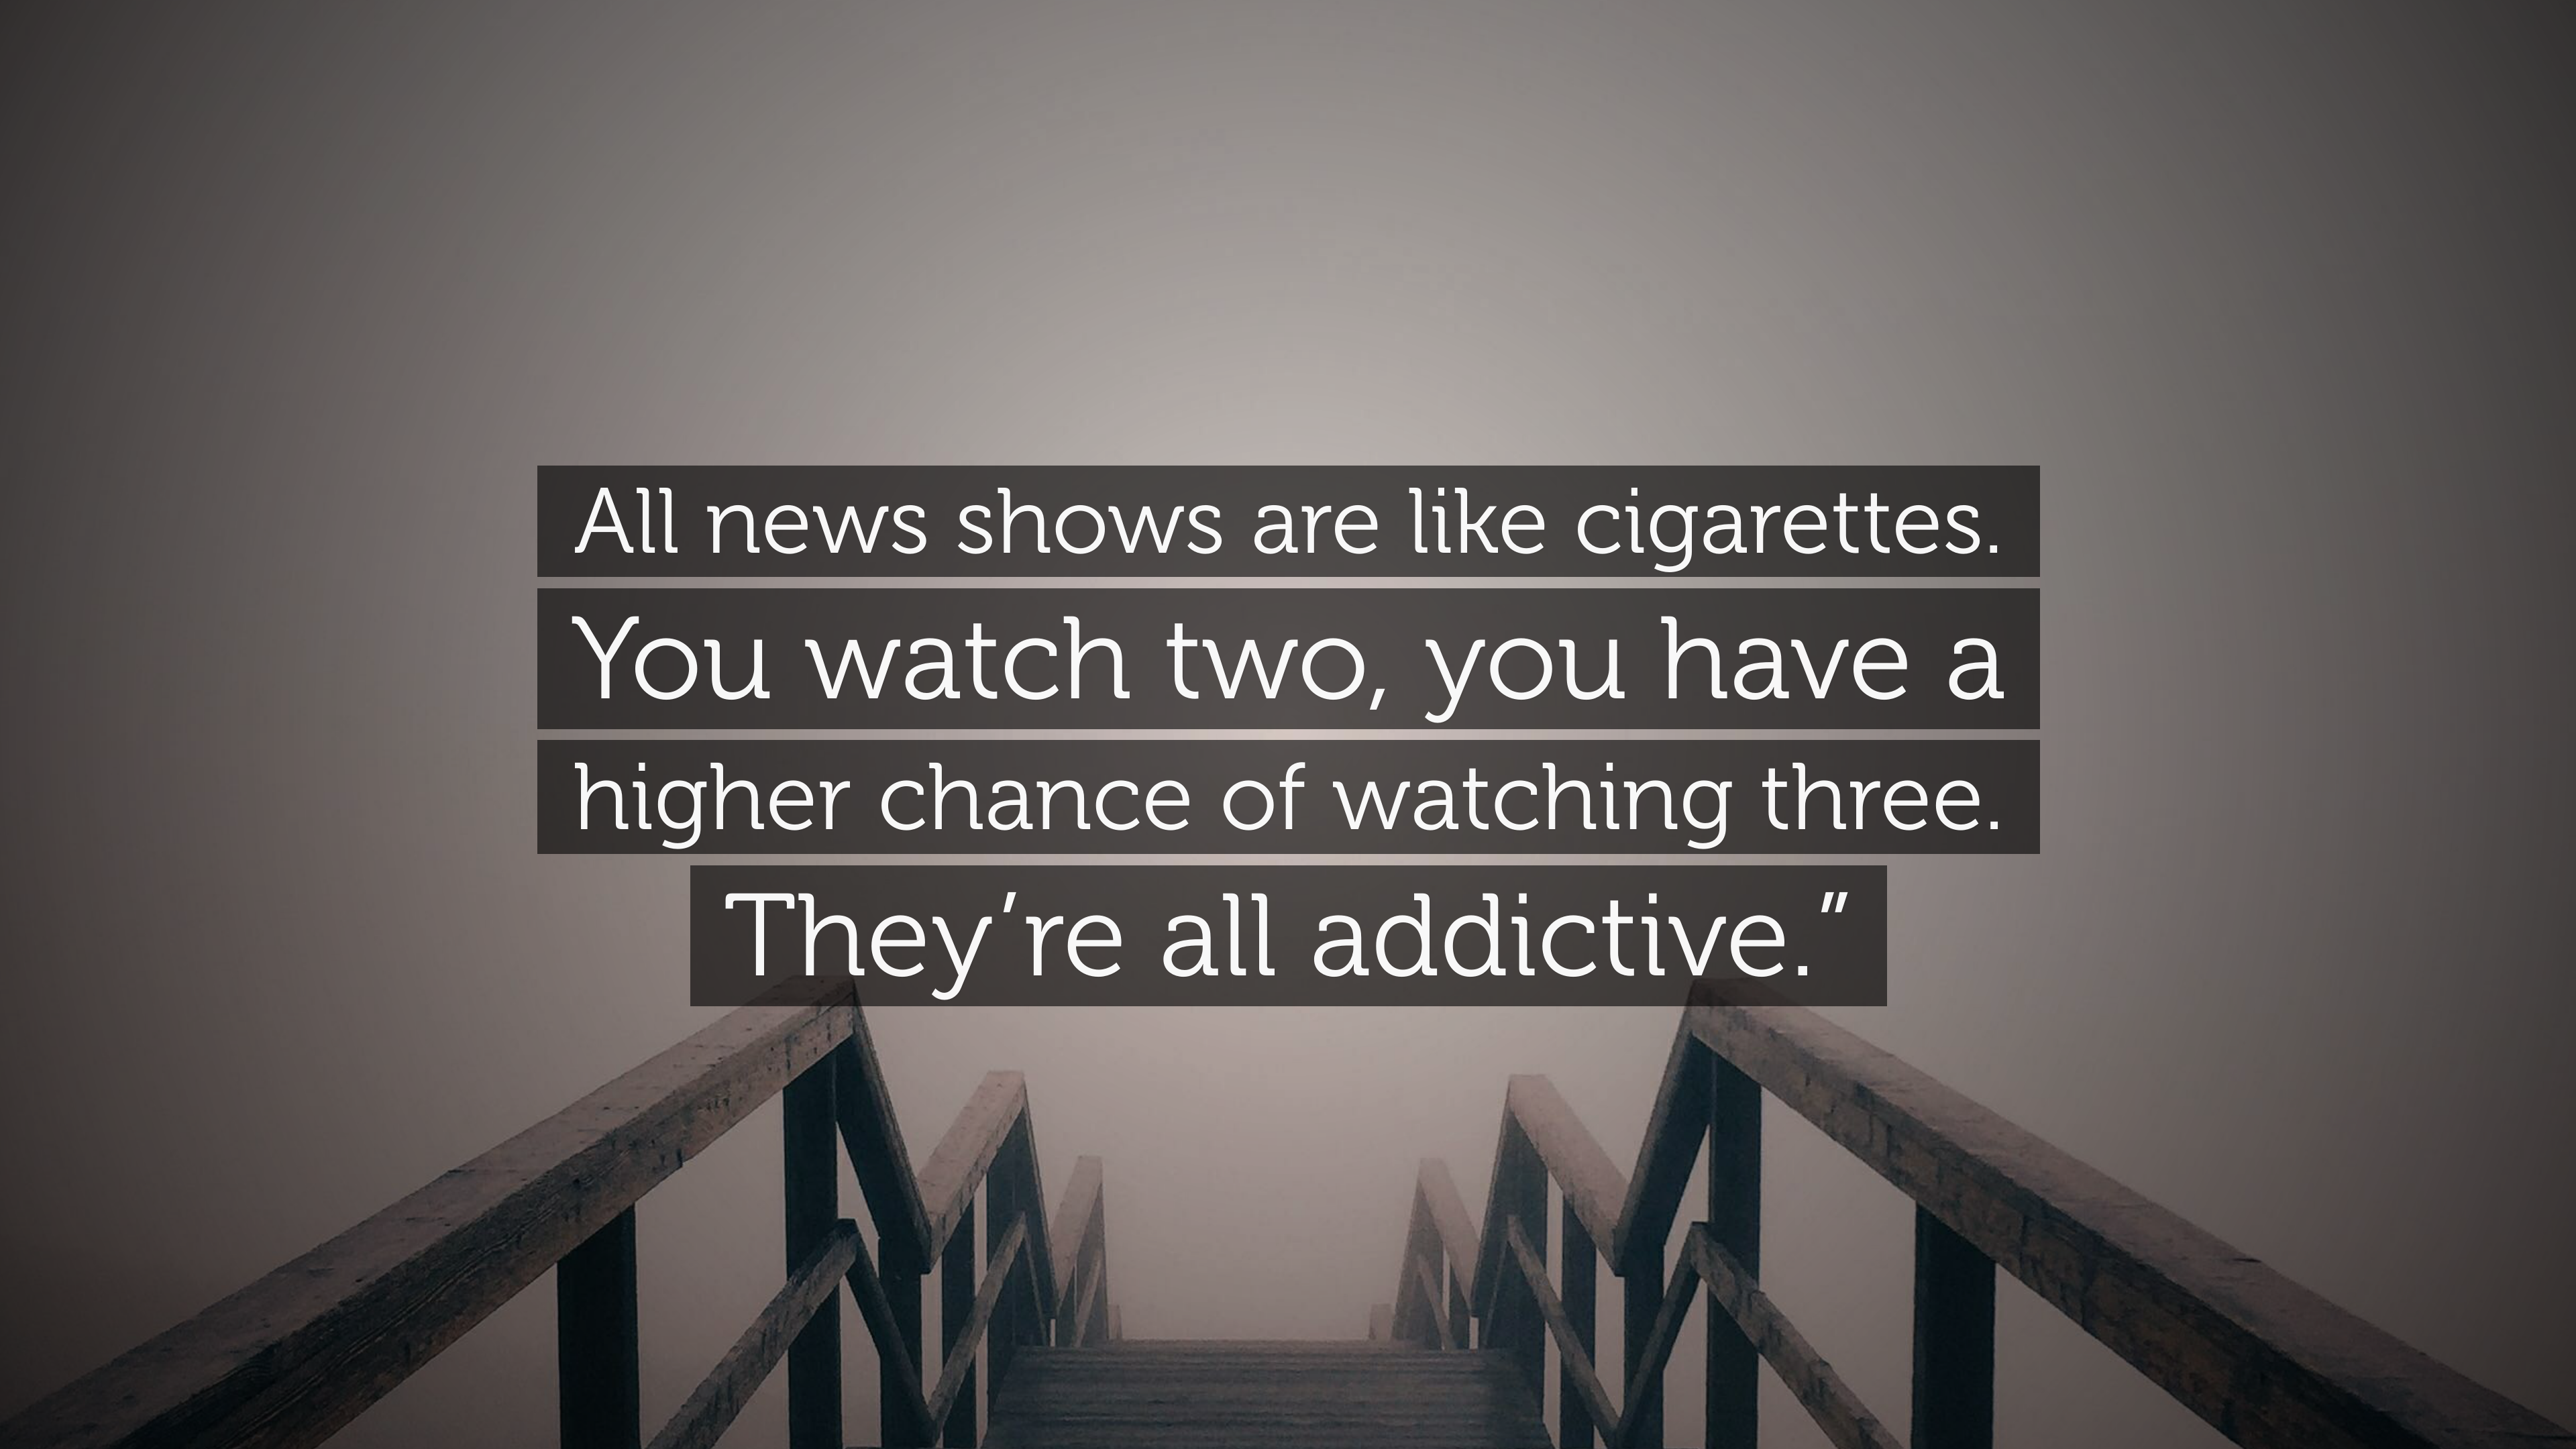 All news shows are like cigarettes.
You watch two, you have a
higher chance of watching three.
They’re all addictive.”